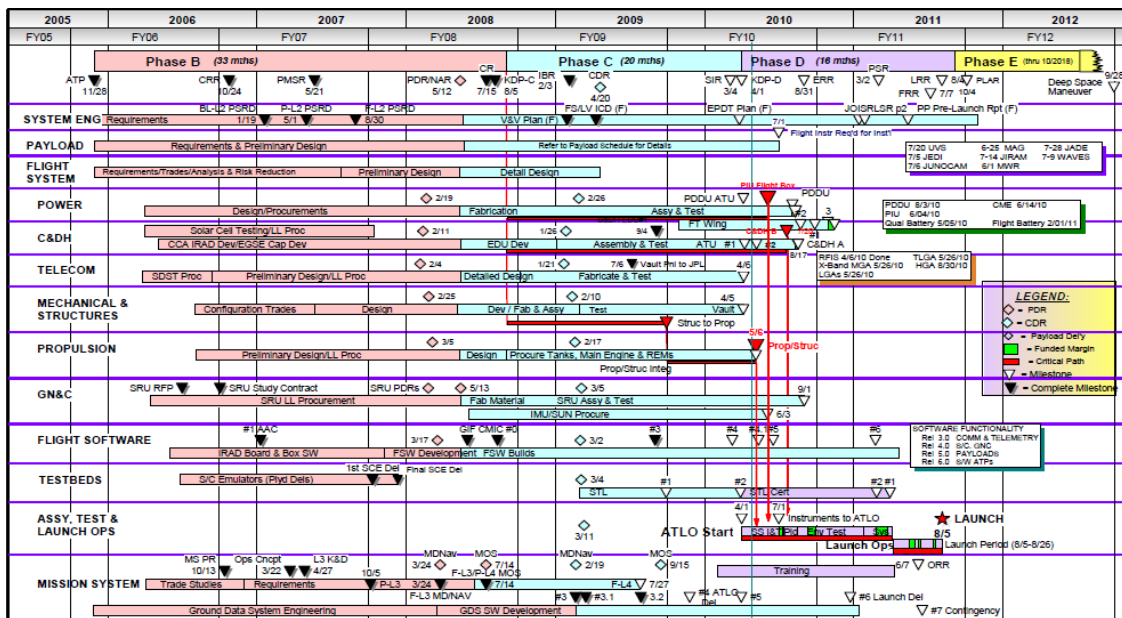 2005 2006 2007 2008 2009 2010 2011 2012
FY05 FY06 FY07 FY08 FY09 FY10 FY11 FY12
Phase B (33 mths) Phase C (20 mths) Phase D (16 mths) Phase E (thru 10/2018)
ATP 11/28 CRR 10/24 PMSR 5/21 PDR/NAR 5/12 CR 7/15 KDP-C 8/5 IBR 2/3 CDR 4/20 SIR 3/4 KDP-D 4/1 ERR 8/31 PSR 3/2 FRR 7/7 LRR 8/4 PLAR 10/4 Deep Space Maneuver 9/28
BL-L2 PSRD P-L2 PSRD F-L2 PSRD FS/LV ICD (F) EPDT Plan (F) JOISRLSR p2 PP Pre-Launch Rpt (F)
SYSTEM ENG Requirements 1/19 5/1 8/30 V&V Plan (F)
7/1 Flight Instr Req'd for Inst'l
PAYLOAD Requirements & Preliminary Design Refer to Payload Schedule for Details
7/20 UVS 6-25 MAG 7-28 JADE
7/5 JEDI 7-14 JIRAM 7-9 WAVES
7/6 JUNOCAM 6/1 MWR
FLIGHT SYSTEM Requirements/Trades/Analysis & Risk Reduction Preliminary Design Detail Design
PIU Flight Box
2/19 2/26 PDDU ATU PDDU
POWER Design/Procurements Fabrication Assy & Test #2 3
PDDU 8/3/10 CME 6/14/10
PIU 6/04/10
Qual Battery 5/05/10 Flight Battery 2/01/11
Solar Cell Testing/LL Proc FT Wing #1
C&DH 2/11 1/26 9/4 C&DH B
CCA IRAD Dev/EGSE Cap Dev EDU Dev Assembly & Test ATU #1 #2 C&DH A
8/17
TELECOM 2/4 1/21 7/6 Vault Pnl to JPL 4/6
SDST Proc Preliminary Design/LL Proc Detailed Design Fabricate & Test
RFIS 4/6/10 Done TLGA 5/26/10
X-Band MGA 5/26/10 HGA 8/30/10
LGAs 5/26/10
MECHANICAL & STRUCTURES 2/25 2/10 4/5
Configuration Trades Design Dev / Fab & Assy Test Vault
Struc to Prop
PROPULSION 3/5 2/17 5/6 Prop/Struc
Preliminary Design/LL Proc Design Procure Tanks, Main Engine & REMs
Prop/Struc Integ
GN&C SRU RFP SRU Study Contract SRU PDRs 5/13 3/5 9/1
SRU LL Procurement Fab Material SRU Assy & Test
IMU/SUN Procure 6/3
FLIGHT SOFTWARE #1 AAC 3/17 GIF CMIC #0 3/2 #3 #4 #4.1 #5 #6
IRAD Board & Box SW FSW Development FSW Builds
SOFTWARE FUNCTIONALITY
Rel 3.0 COMM & TELEMETRY
Rel 4.0 S/C, GNC
Rel 5.0 PAYLOADS
Rel 6.0 S/W ATPs
TESTBEDS 1st SCE Del Final SCE Del 3/4 #1 #2 #2 #1
S/C Emulators (Plyd Dels) STL STL Cert
ASSY, TEST & LAUNCH OPS 3/11 4/1 7/1 Instruments to ATLO LAUNCH
ATLO Start SS I&T Pld Env Test Sys 8/5
Launch Ops Launch Period (8/5-8/26)
MS PR 10/13 Ops Cncpt 3/22 L3 K&D 4/27 MDNav 3/24 MOS 7/14 MDNav 2/19 MOS 9/15 6/7 ORR
MISSION SYSTEM 10/5 F-L3/P-L4 MOS
Trade Studies Requirements P-L3 3/24 7/14 F-L4 7/27 Training
F-L3 MD/NAV #3 #3.1 3.2 #4 ATLO Del #5 #6 Launch Del
Ground Data System Engineering GDS SW Development #7 Contingency
LEGEND:
= PDR
= CDR
= Payload Del'y
= Funded Margin
= Critical Path
= Milestone
= Complete Milestone